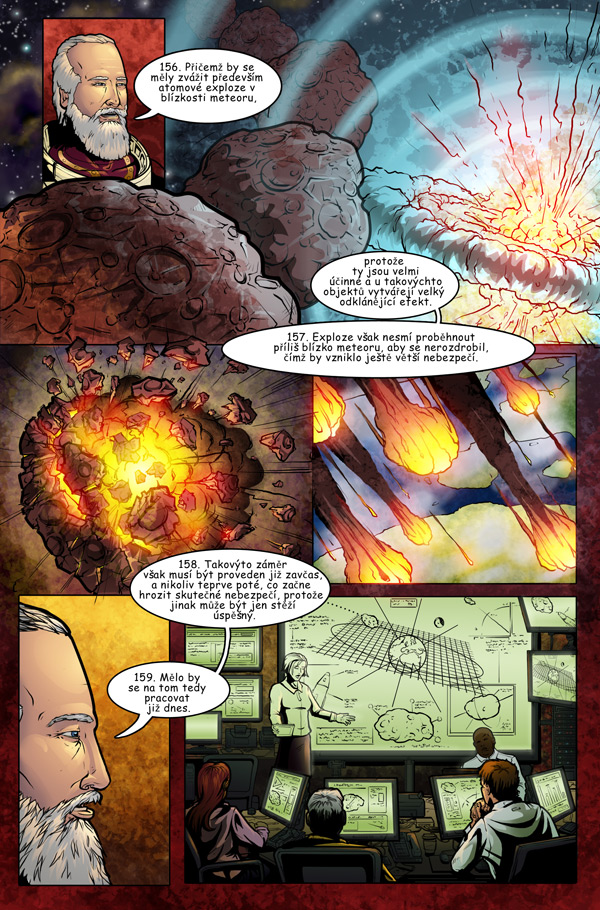 156. Přičemž by se
měly zvážit především
atomové exploze v
blízkosti meteoru,
protože
ty jsou velmi
účinné a u takovýchto
objektů vytvářejí velký
odklánějící efekt.
157. Exploze však nesmí proběhnout
příliš blízko meteoru, aby se nerozdrobil,
čímž by vzniklo ještě větší nebezpečí.
158. Takovýto záměr
však musí být proveden již zavčas,
a nikoliv teprve poté, co začne
hrozit skutečné nebezpečí, protože
jinak může být jen stěží
úspěšný.
159. Mělo by
se na tom tedy
pracovat
již dnes.